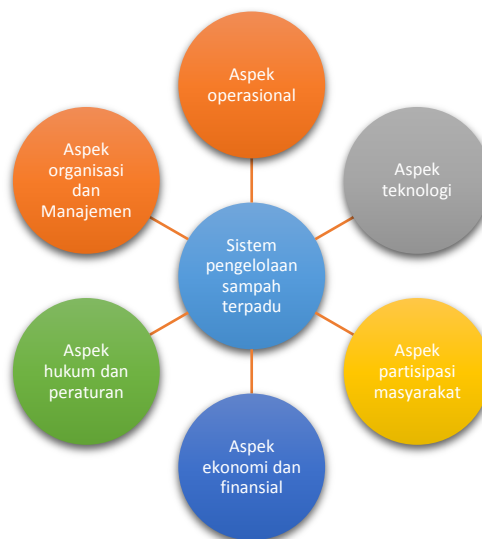 Aspek
operasional
Aspek
organisasi
dan
Manajemen
Aspek
teknologi
Sistem
pengelolaan
sampah
terpadu
Aspek
hukum dan
peraturan
Aspek
partisipasi
masyarakat
Aspek
ekonomi dan
finansial